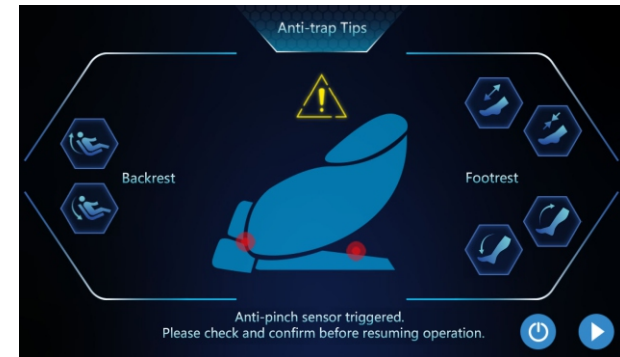 Anti-trap Tips
Backrest
Footrest
Anti-pinch sensor triggered.
Please check and confirm before resuming operation.